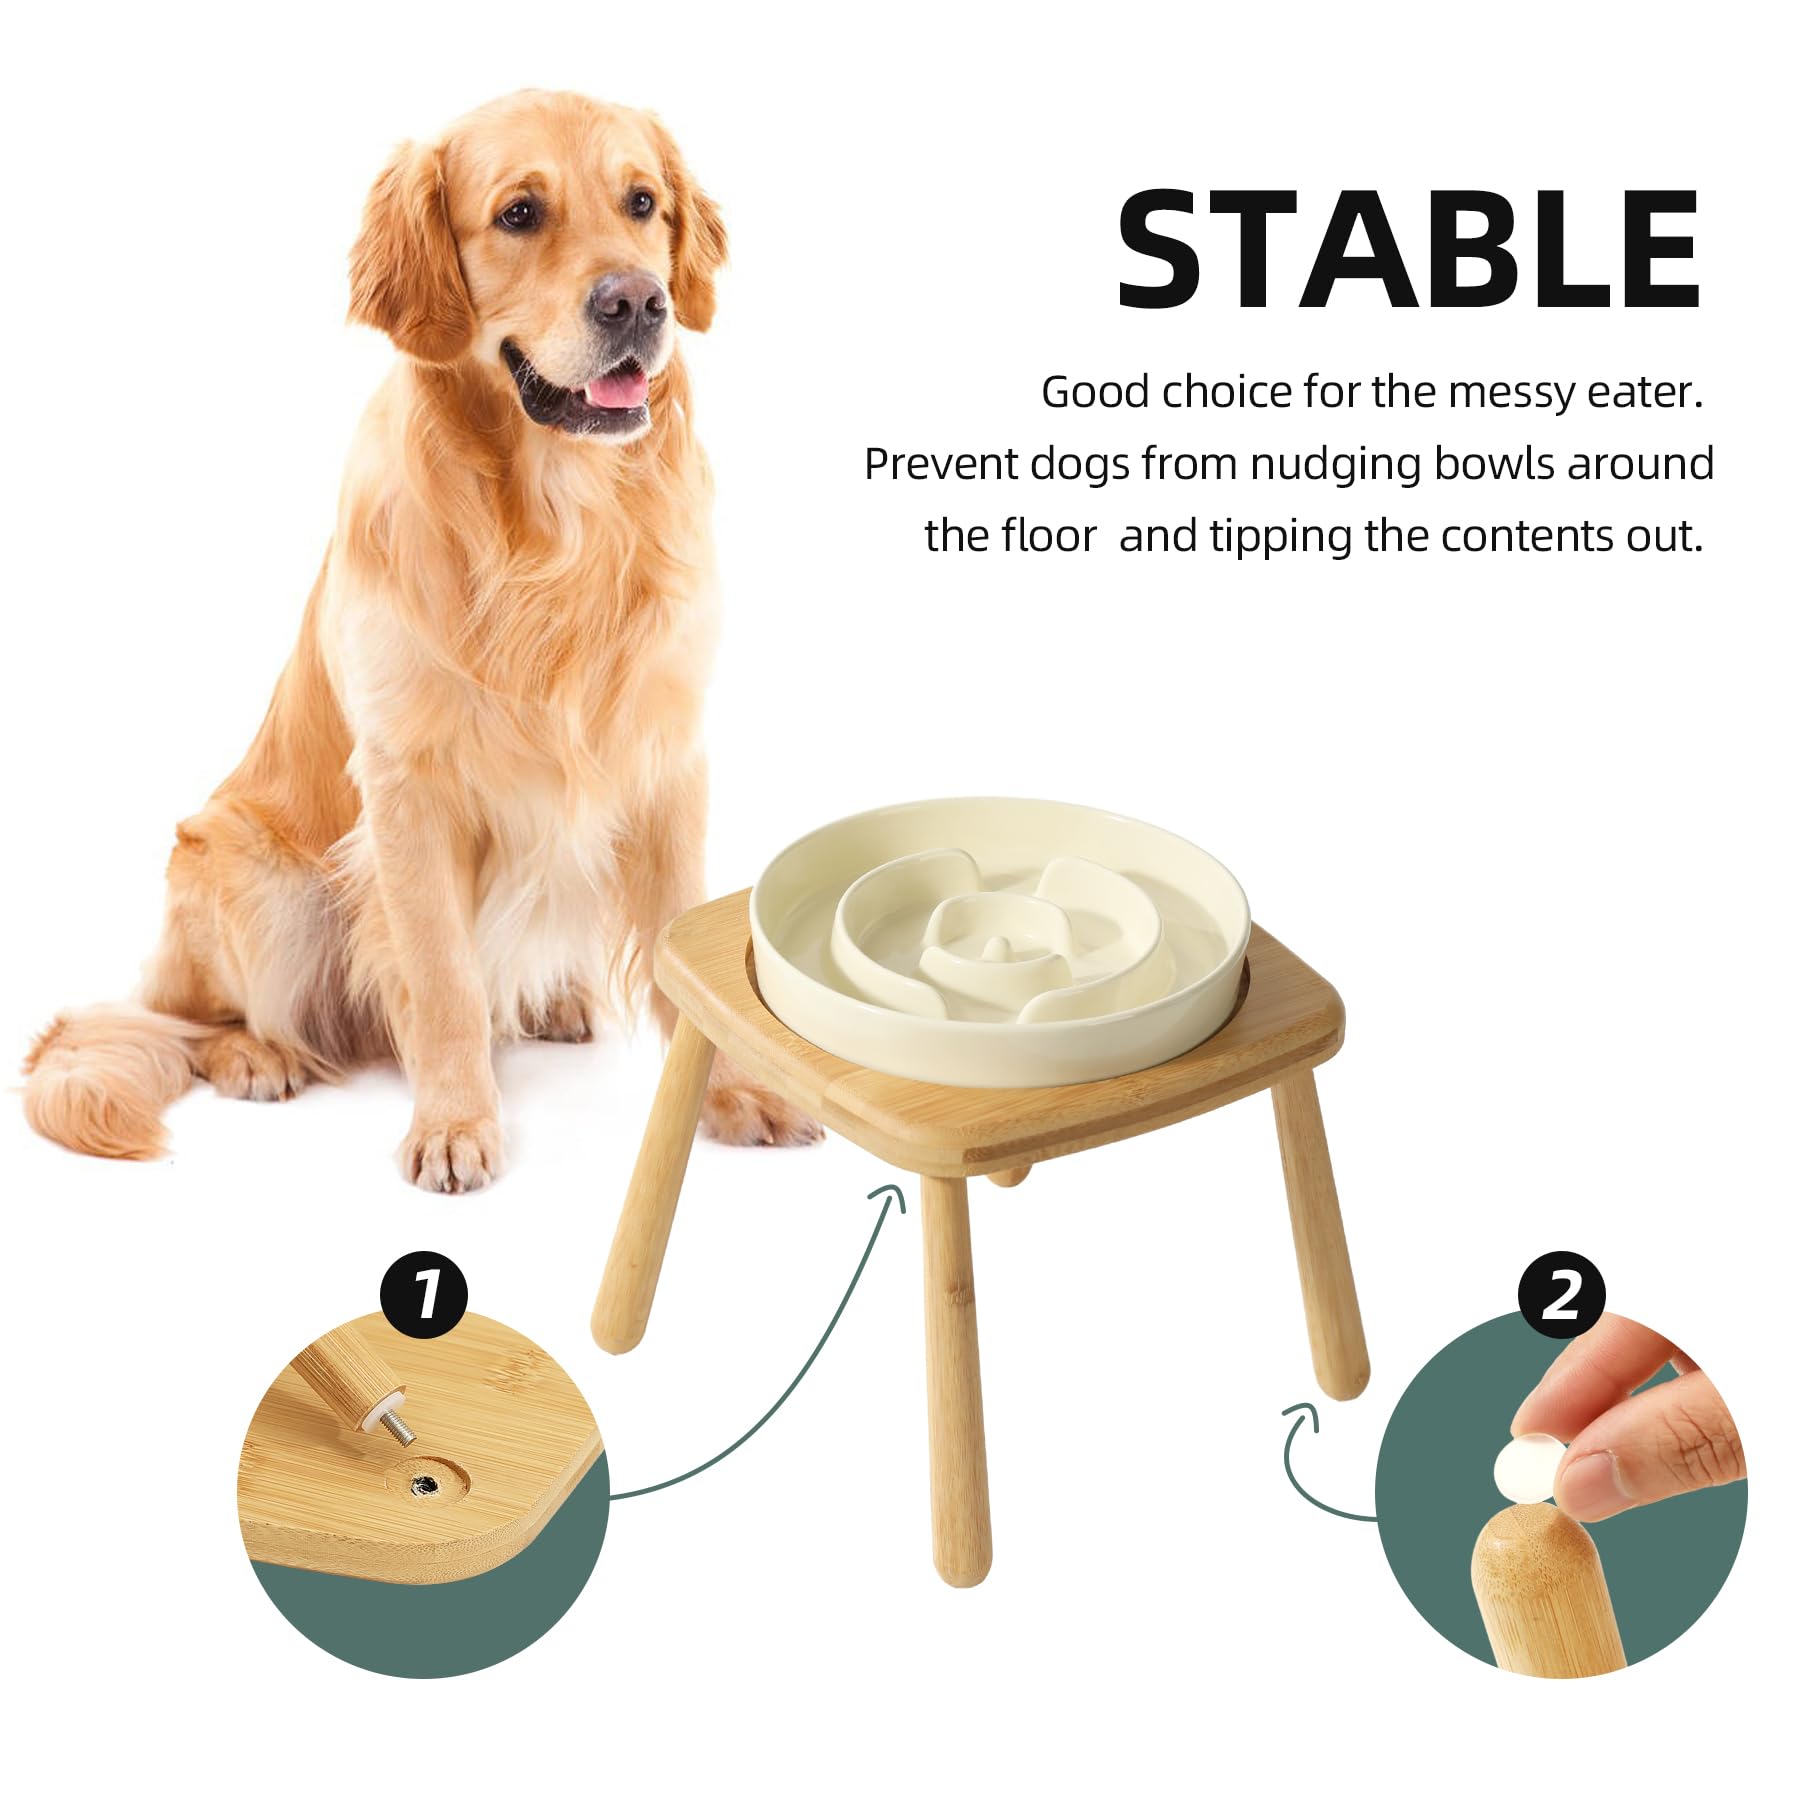 STABLE
Good choice for the messy eater.
Prevent dogs from nudging bowls around
the floor  and tipping the contents out.
1
2